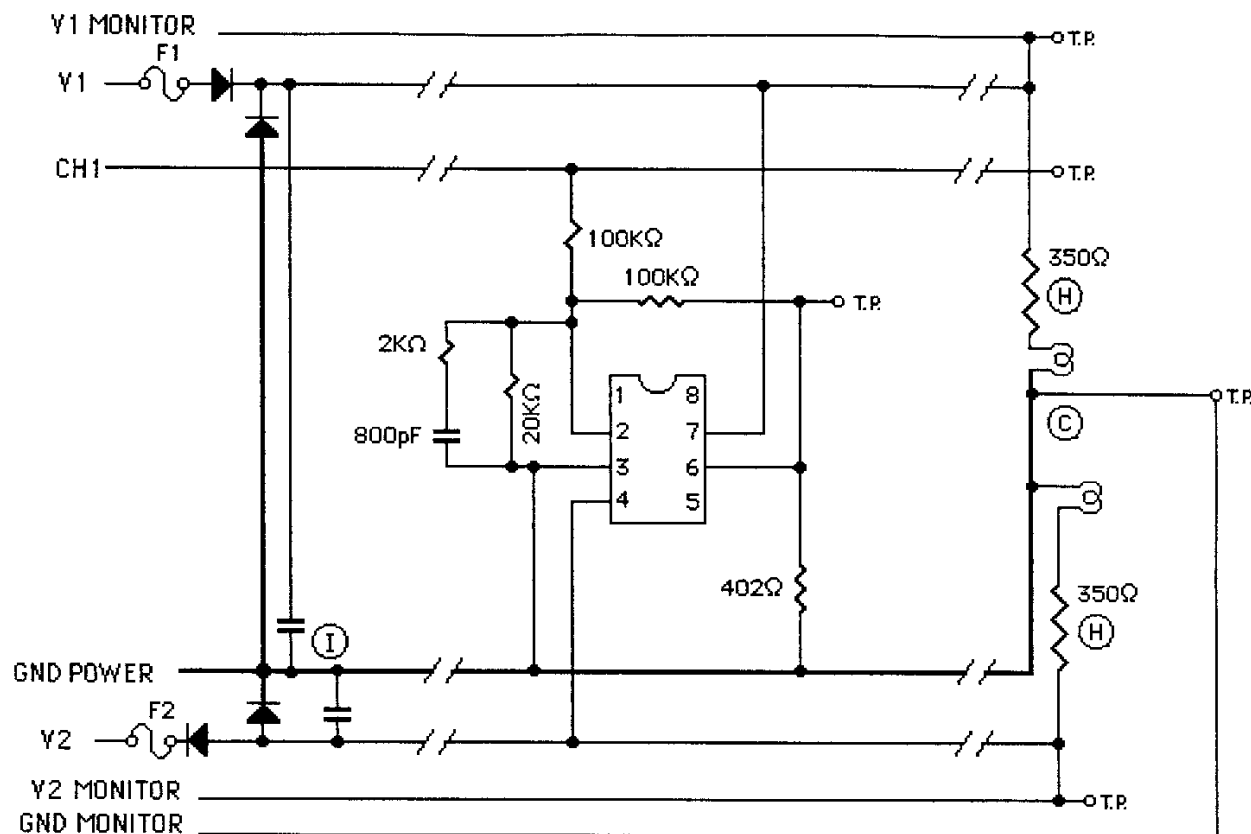 V1 MONITOR
T.P.
F1
V1
CH1
T.P.
100KΩ
350Ω
100KΩ
H
T.P.
2KΩ
20KΩ
1 8
T.P.
800pF
2 7
C
3 6
4 5
402Ω
350Ω
H
I
GND POWER
F2
V2
V2 MONITOR
T.P.
GND MONITOR